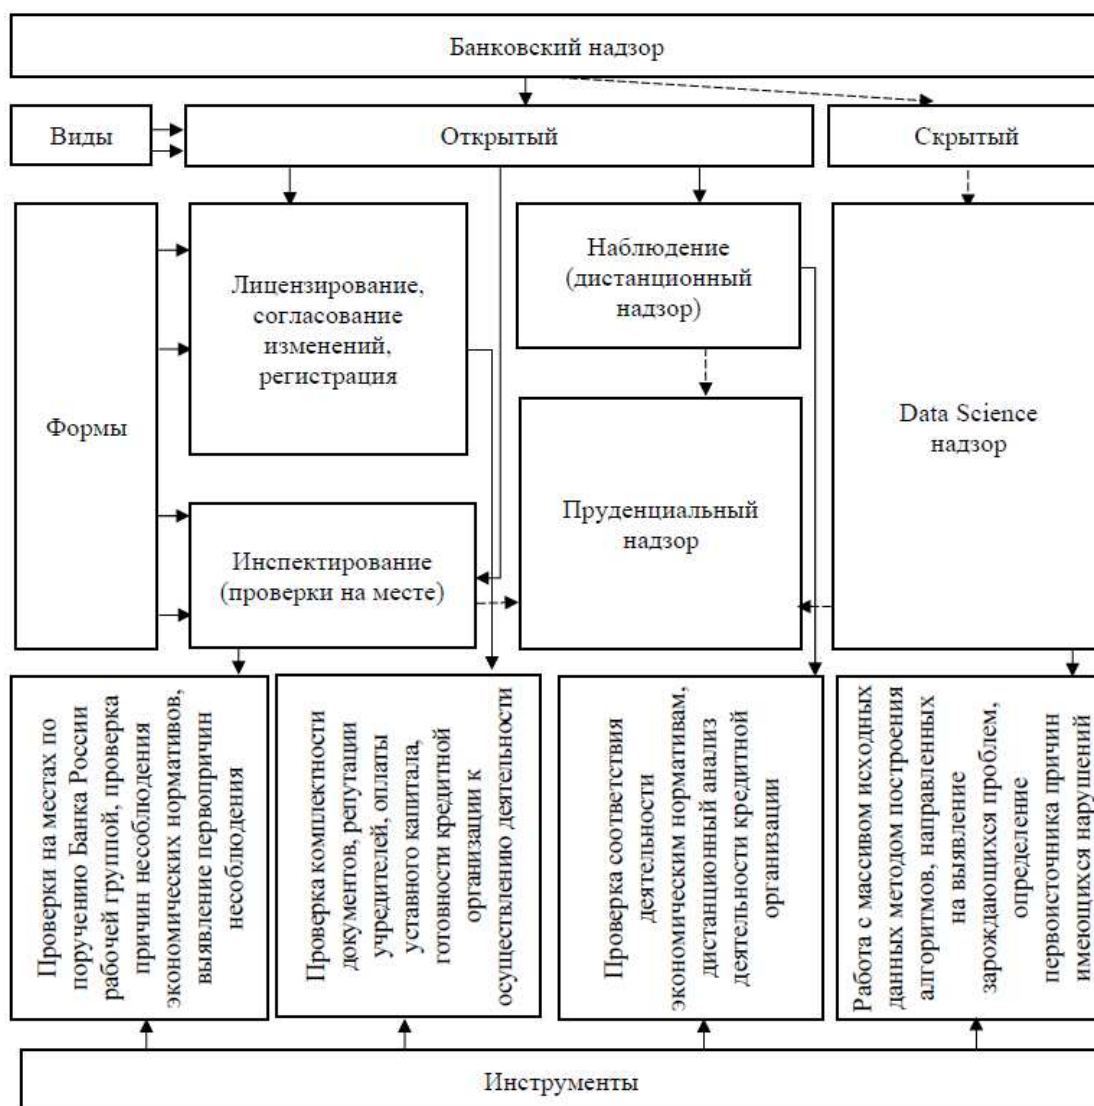 Банковский надзор
Виды
Открытый
Скрытый
Формы
Лицензирование,
согласование
изменений,
регистрация
Наблюдение
(дистанционный
надзор)
Data Science
надзор
Пруденциальный
надзор
Инспектирование
(проверки на месте)
Проверки на местах по
поручению Банка России
рабочей группной, проверка
причин несоблюдения
экономических нормативов,
выявление первопричин
несоблюдения
Проверка комплектности
документов, репутации
учредителей, оплаты
уставного капитала,
готовности кредитной
организации к
осуществлению деятельности
Проверка соответствия
деятельности
экономическим нормативам,
дистанционный анализ
деятельности кредитной
организации
Работа с массивом исходных
данных методом построения
алгоритмов, направленных
на выявление
зарождающихся проблем,
определение
первоисточника причин
имеющихся нарушений
Инструменты